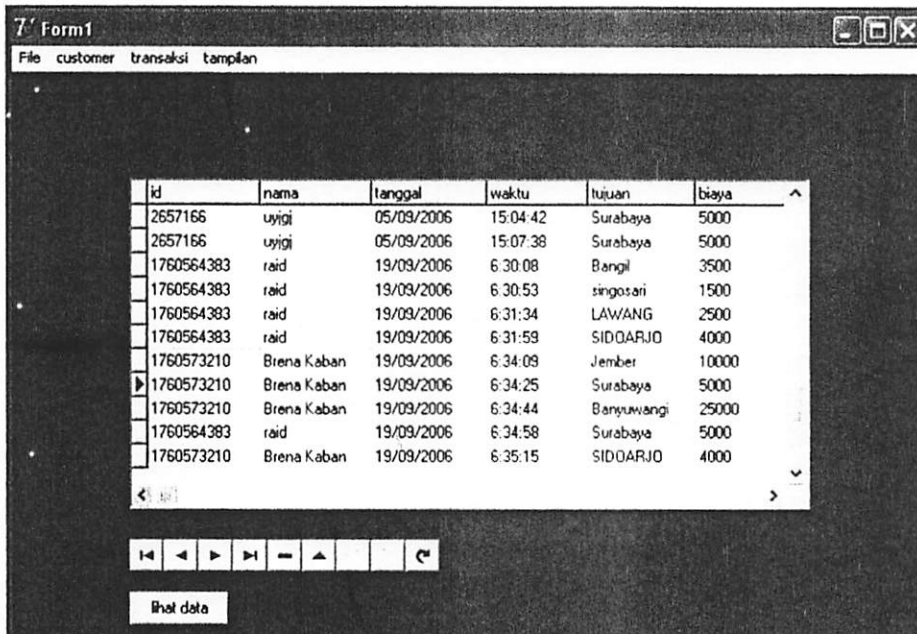 Form1
File customer transaksi tampilan
id nama tanggal waktu tujuan biaya
2657166 uyigj 05/09/2006 15:04:42 Surabaya 5000
2657166 uyigj 05/09/2006 15:07:38 Surabaya 5000
1760564383 raid 19/09/2006 6:30:08 Bangil 3500
1760564383 raid 19/09/2006 6:30:53 singosari 1500
1760564383 raid 19/09/2006 6:31:34 LAWANG 2500
1760564383 raid 19/09/2006 6:31:59 SIDOARJO 4000
1760573210 Brena Kaban 19/09/2006 6:34:09 Jember 10000
1760573210 Brena Kaban 19/09/2006 6:34:25 Surabaya 5000
1760573210 Brena Kaban 19/09/2006 6:34:44 Banyuwangi 25000
1760564383 raid 19/09/2006 6:34:58 Surabaya 5000
1760573210 Brena Kaban 19/09/2006 6:35:15 SIDOARJO 4000
lihat data